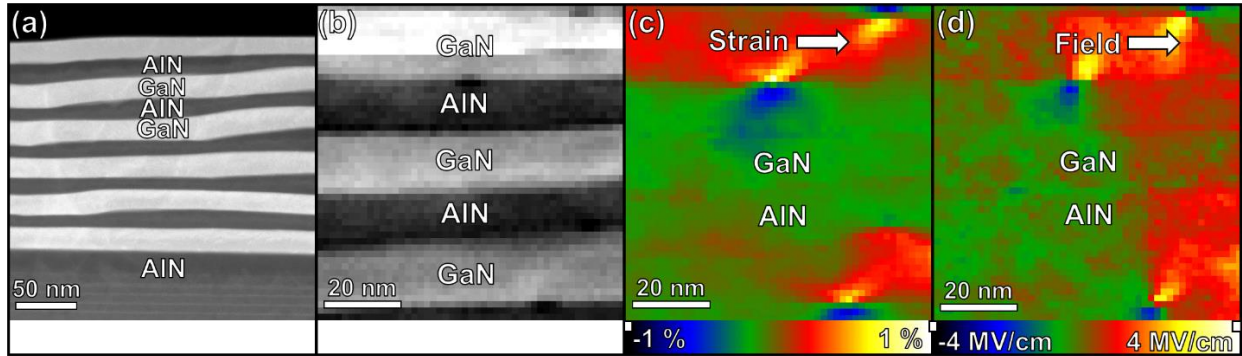 (a)
AlN
GaN
AlN
GaN
AlN
50 nm
(b)
GaN
AlN
GaN
AlN
GaN
20 nm
(c)
Strain
GaN
AlN
20 nm
-1 %
1 %
(d)
Field
GaN
AlN
20 nm
-4 MV/cm
4 MV/cm